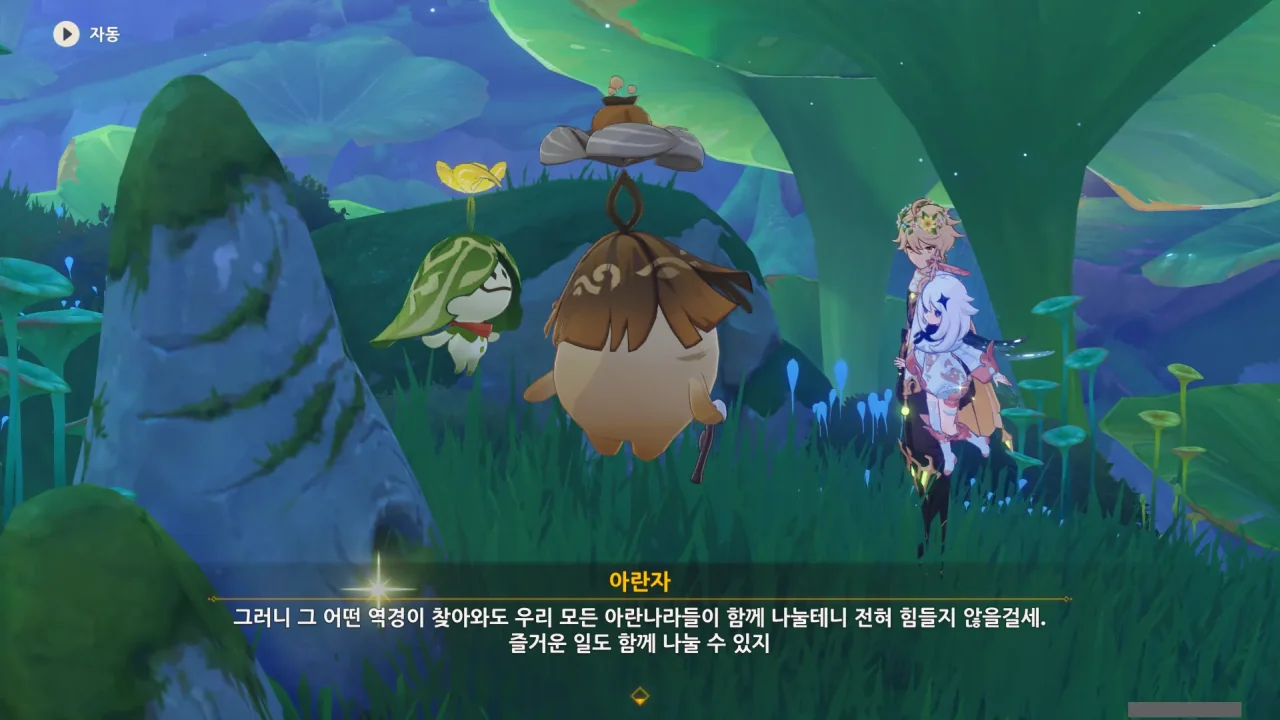 자동
아란자
그러니 그 어떤 역경이 찾아와도 우리 모든 아란나라들이 함께 나눌테니 전혀 힘들지 않을걸세.
즐거운 일도 함께 나눌 수 있지